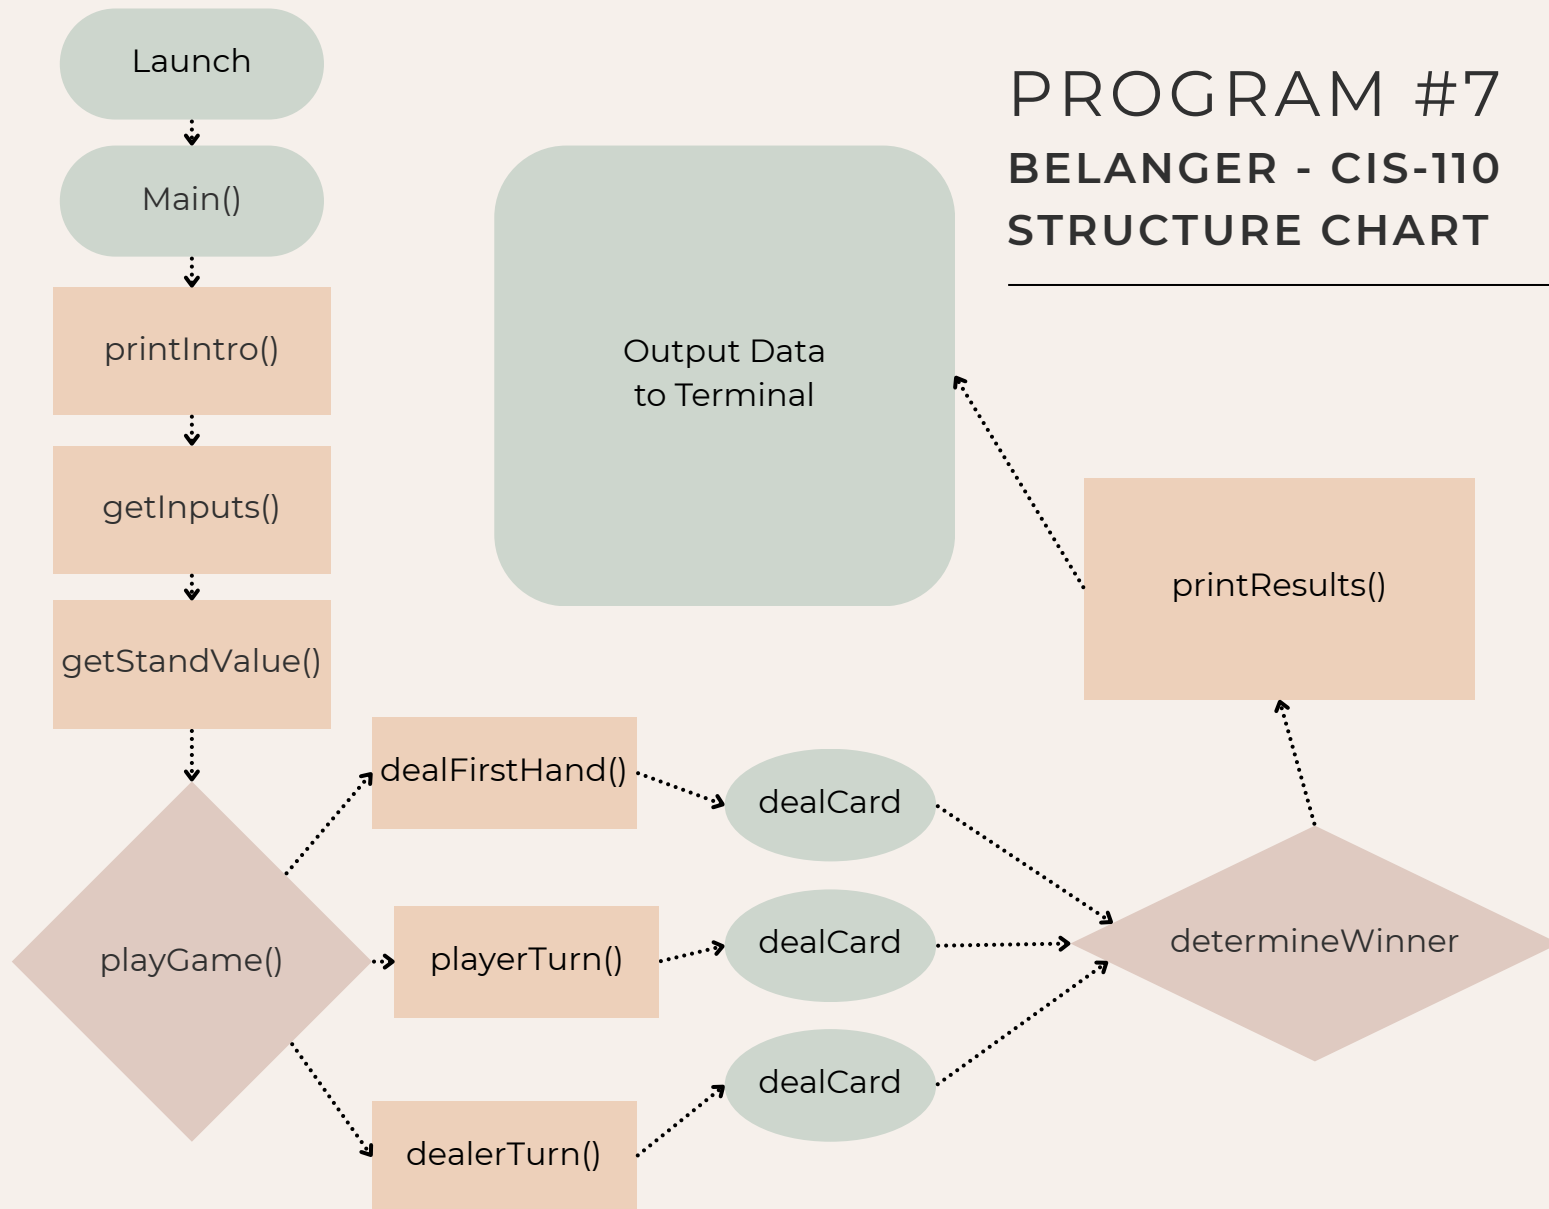 Launch
Main()
printIntro()
getInputs()
getStandValue()
playGame()
dealFirstHand()
playerTurn()
dealerTurn()
dealCard
dealCard
dealCard
determineWinner
printResults()
Output Data
to Terminal
PROGRAM #7
BELANGER - CIS-110
STRUCTURE CHART